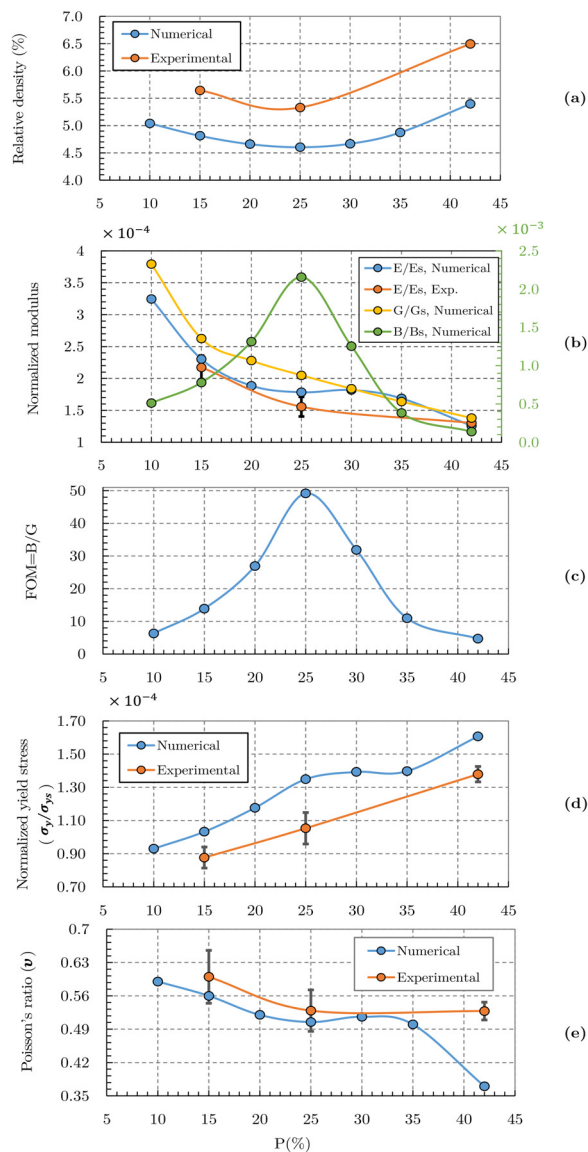 Relative density (%)
7.0
6.5
6.0
5.5
5.0
4.5
4.0
Numerical
Experimental
5 10 15 20 25 30 35 40 45
(a)
× 10⁻⁴
× 10⁻³
Normalized modulus
4
3.5
3
2.5
2
1.5
1
E/Es, Numerical
E/Es, Exp.
G/Gs, Numerical
B/Bs, Numerical
2.5
2.0
1.5
1.0
0.5
0.0
5 10 15 20 25 30 35 40 45
(b)
FOM=B/G
50
40
30
20
10
0
5 10 15 20 25 30 35 40 45
(c)
× 10⁻⁴
Normalized yield stress
( σy/σys)
1.70
1.50
1.30
1.10
0.90
0.70
Numerical
Experimental
5 10 15 20 25 30 35 40 45
(d)
Poisson's ratio (υ)
0.7
0.63
0.56
0.49
0.42
0.35
Numerical
Experimental
5 10 15 20 25 30 35 40 45
P(%)
(e)